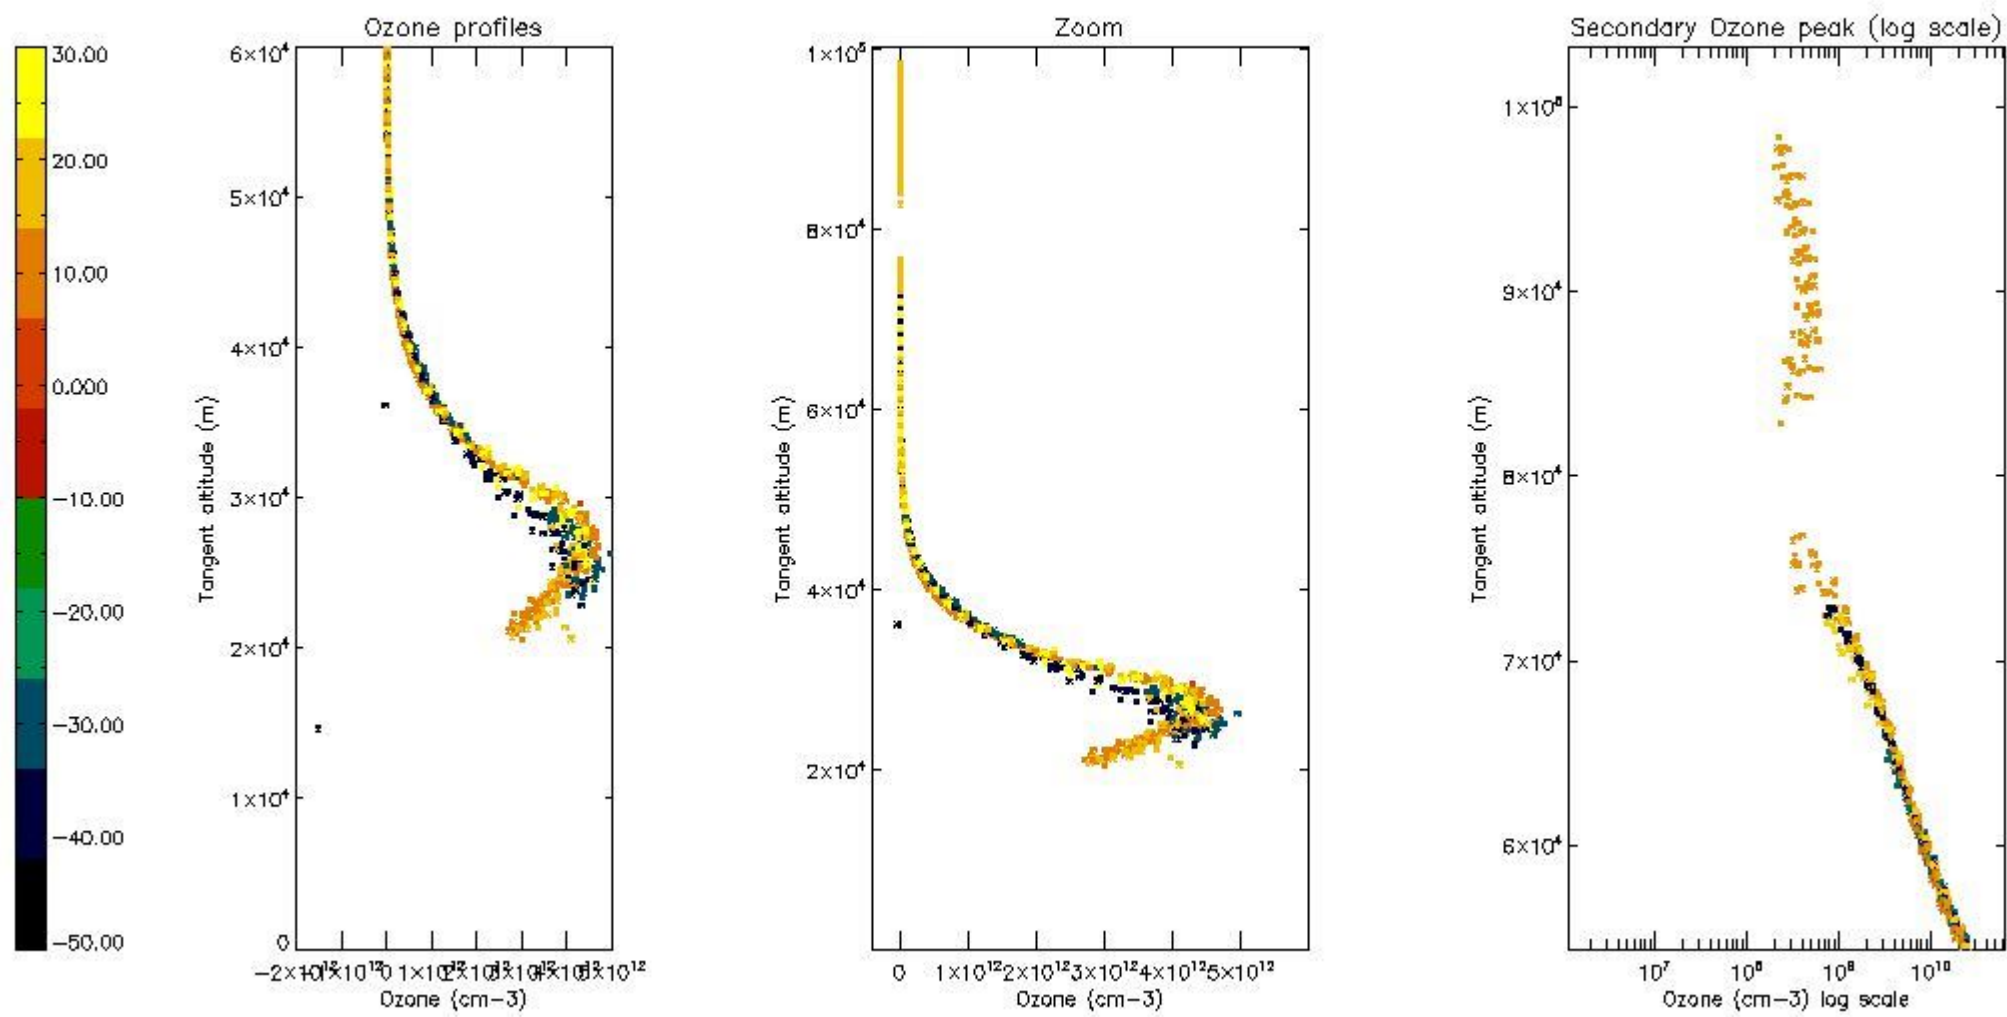 Ozone profiles
Zoom
Secondary Ozone peak (log scale)
30.00
20.00
10.00
0.000
−10.00
−20.00
−30.00
−40.00
−50.00
6×10⁴
5×10⁴
4×10⁴
3×10⁴
2×10⁴
1×10⁴
0
Tangent altitude (m)
0
Ozone (cm−3)
1×10⁵
8×10⁴
6×10⁴
4×10⁴
2×10⁴
Tangent altitude (m)
0 1×10¹² 2×10¹² 3×10¹² 4×10¹² 5×10¹²
Ozone (cm−3)
9×10⁴
8×10⁴
7×10⁴
6×10⁴
Tangent altitude (m)
10⁷ 10⁸ 10⁹ 10¹⁰
Ozone (cm−3) log scale